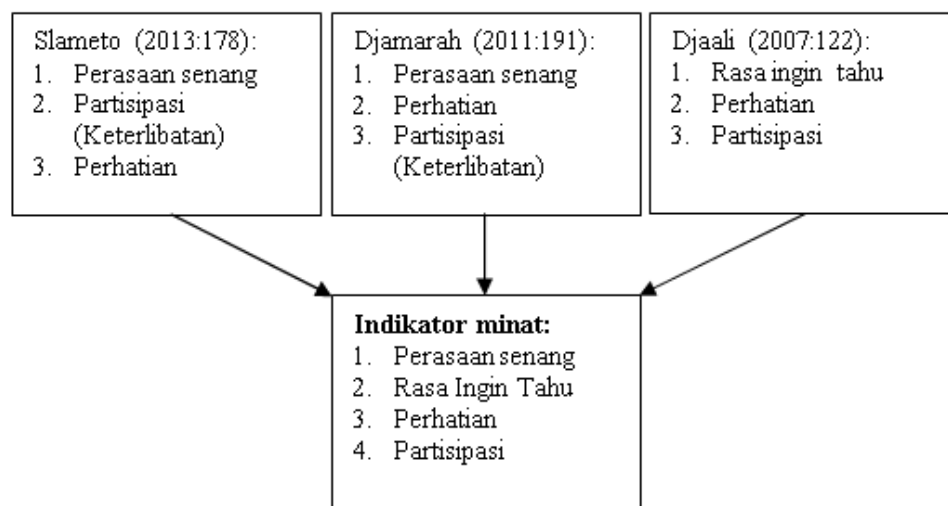 Slameto (2013:178):
1. Perasaan senang
2. Partisipasi
(Keterlibatan)
3. Perhatian
Djamarah (2011:191):
1. Perasaan senang
2. Perhatian
3. Partisipasi
(Keterlibatan)
Djaali (2007:122):
1. Rasa ingin tahu
2. Perhatian
3. Partisipasi
Indikator minat:
1. Perasaan senang
2. Rasa Ingin Tahu
3. Perhatian
4. Partisipasi